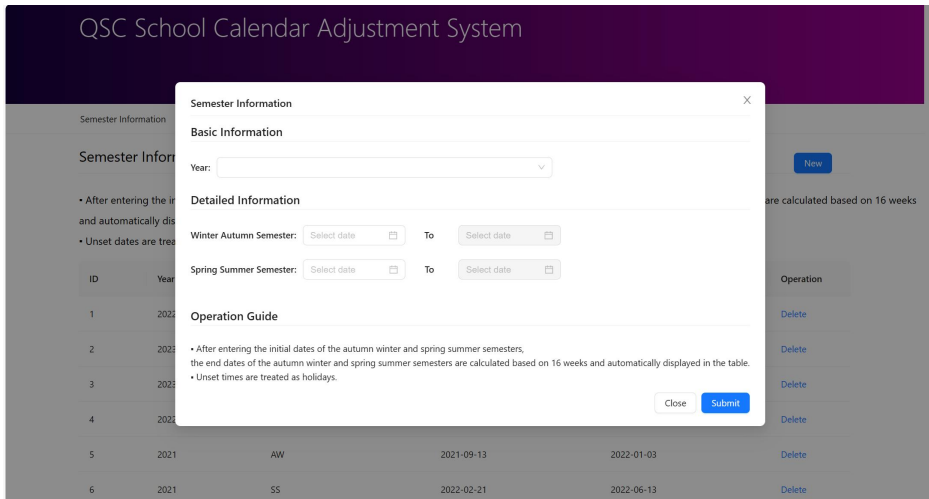 QSC School Calendar Adjustment System
Semester Information
Semester Information
Basic Information
Semester Infor
New
Year:
• After entering the
Detailed Information
are calculated based on 16 weeks
and automatically dis
Winter Autumn Semester: Select date To Select date
• Unset dates are
Spring Summer Semester: Select date To Select date
ID Year Operation
1 2022 Delete
Operation Guide
2 2023 Delete
• After entering the initial dates of the autumn winter and spring summer semesters,
the end dates of the autumn winter and spring summer semesters are calculated based on 16 weeks and automatically displayed in the table.
• Unset times are treated as holidays.
3 2023 Delete
Close Submit
4 2022 Delete
5 2021 AW 2021-09-13 2022-01-03 Delete
6 2021 SS 2022-02-21 2022-06-13 Delete